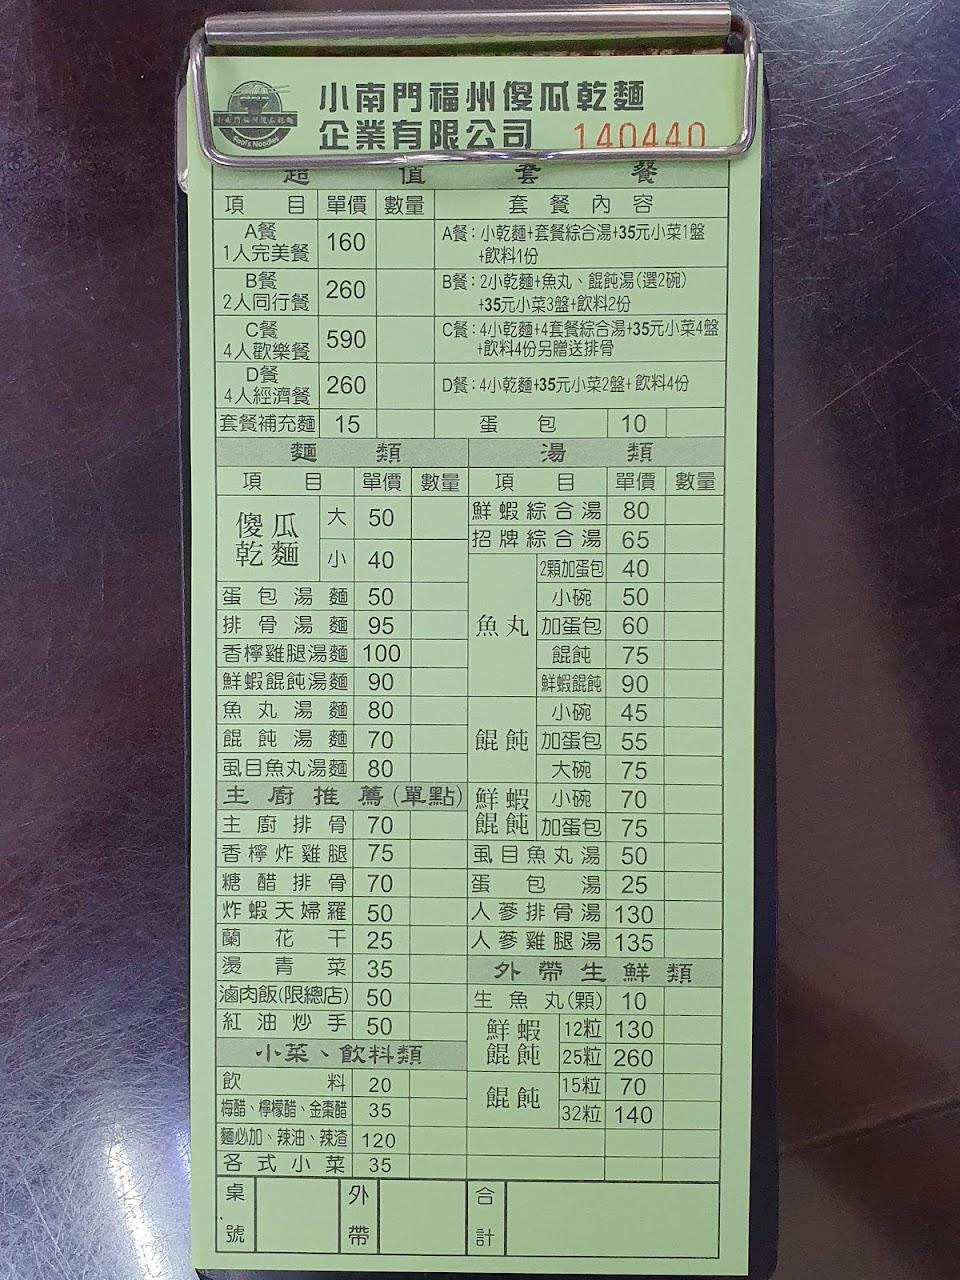 小南門福州傻瓜乾麵
Fool's Noodles
小南門福州傻瓜乾麵
企業有限公司 140440
超值套餐
項目 單價 數量 套餐內容
A餐 1人完美餐 160 A餐：小乾麵+套餐綜合湯+35元小菜1盤
+飲料1份
B餐 2人同行餐 260 B餐：2小乾麵+魚丸、餛飩湯(選2碗)
+35元小菜3盤+飲料2份
C餐 4人歡樂餐 590 C餐：4小乾麵+4套餐綜合湯+35元小菜4盤
+飲料4份另贈送排骨
D餐 4人經濟餐 260 D餐：4小乾麵+35元小菜2盤+飲料4份
套餐補充麵 15 蛋包 10
麵類
項目 單價 數量
傻瓜乾麵 大 50
小 40
蛋包湯麵 50
排骨湯麵 95
香檸雞腿湯麵 100
鮮蝦餛飩湯麵 90
魚丸湯麵 80
餛飩湯麵 70
虱目魚丸湯麵 80
主廚推薦(單點)
主廚排骨 70
香檸炸雞腿 75
糖醋排骨 70
炸蝦天婦羅 50
蘭花干 25
燙青菜 35
滷肉飯(限總店) 50
紅油炒手 50
小菜、飲料類
飲料 20
梅醋、檸檬醋、金棗醋 35
麵必加、辣油、辣渣 120
各式小菜 35
湯類
項目 單價 數量
鮮蝦綜合湯 80
招牌綜合湯 65
魚丸 2顆加蛋包 40
小碗 50
加蛋包 60
餛飩 75
鮮蝦餛飩 90
餛飩 小碗 45
加蛋包 55
大碗 75
鮮蝦餛飩 小碗 70
加蛋包 75
虱目魚丸湯 50
蛋包湯 25
人蔘排骨湯 130
人蔘雞腿湯 135
外帶生鮮類
生魚丸(顆) 10
鮮蝦餛飩 12粒 130
25粒 260
餛飩 15粒 70
32粒 140
桌號 外帶 合計